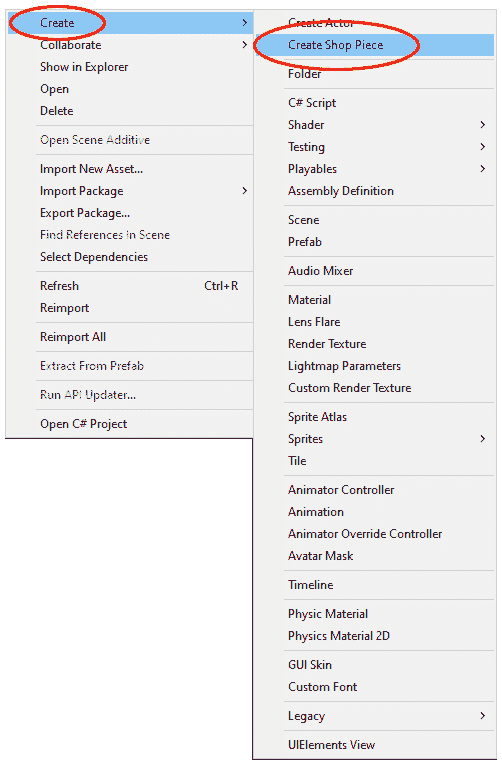 Create
Collaborate
Show in Explorer
Open
Delete
Open Scene Additive
Import New Asset...
Import Package
Export Package...
Find References in Scene
Select Dependencies
Refresh Ctrl+R
Reimport
Reimport All
Extract From Prefab
Run API Updater...
Open C# Project
Create Actor
Create Shop Piece
Folder
C# Script
Shader
Testing
Playables
Assembly Definition
Scene
Prefab
Audio Mixer
Material
Lens Flare
Render Texture
Lightmap Parameters
Custom Render Texture
Sprite Atlas
Sprites
Tile
Animator Controller
Animation
Animator Override Controller
Avatar Mask
Timeline
Physic Material
Physics Material 2D
GUI Skin
Custom Font
Legacy
UIElements View